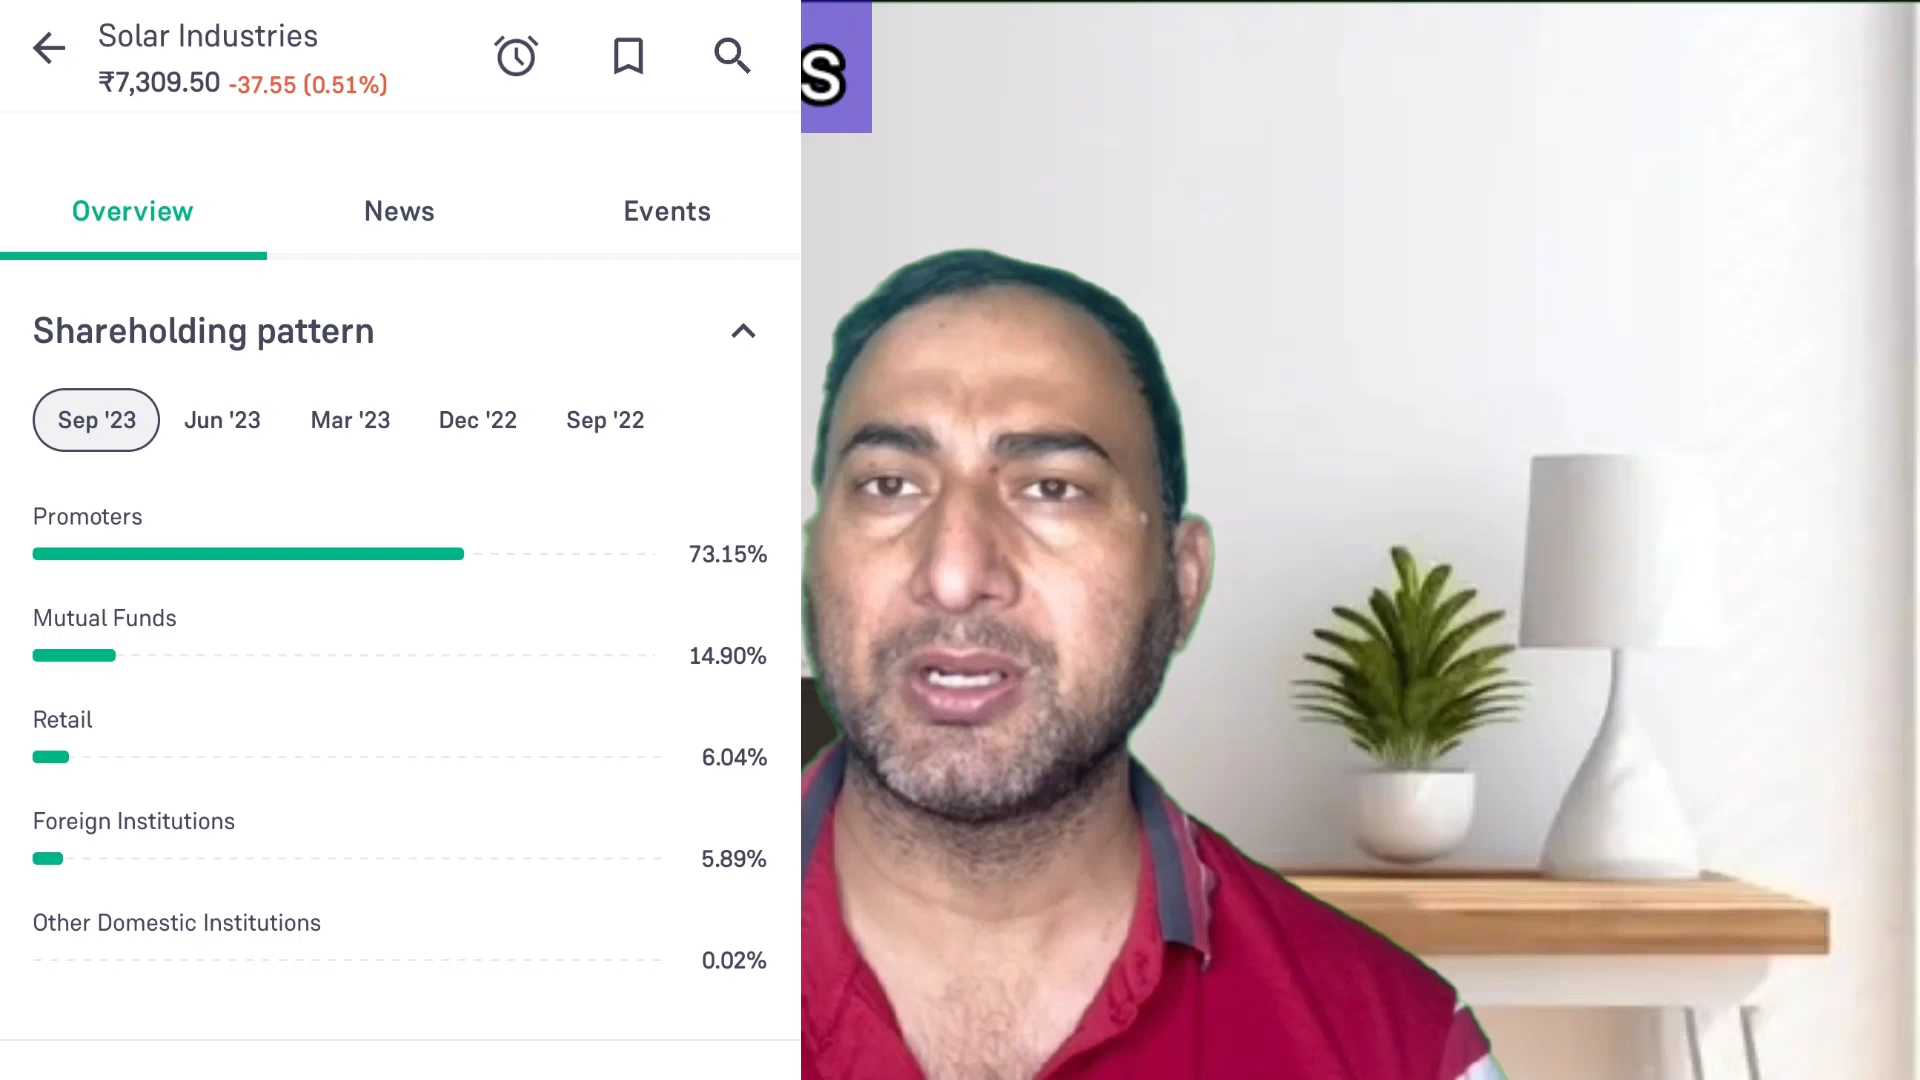 Solar Industries
₹7,309.50 -37.55 (0.51%)
S
Overview News Events
Shareholding pattern
Sep '23 Jun '23 Mar '23 Dec '22 Sep '22
Promoters
73.15%
Mutual Funds
14.90%
Retail
6.04%
Foreign Institutions
5.89%
Other Domestic Institutions
0.02%